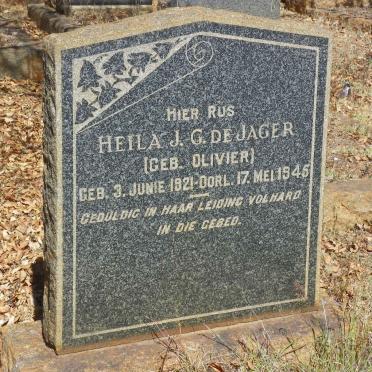 HIER RUS
HEILA J. G. DE JAGER
(GEB. OLIVIER)
GEB. 3. JUNIE 1921-OORL. 17. MEI.1946
GEDULDIG IN HAAR LEIDING VOLHARD
IN DIE GEBED.